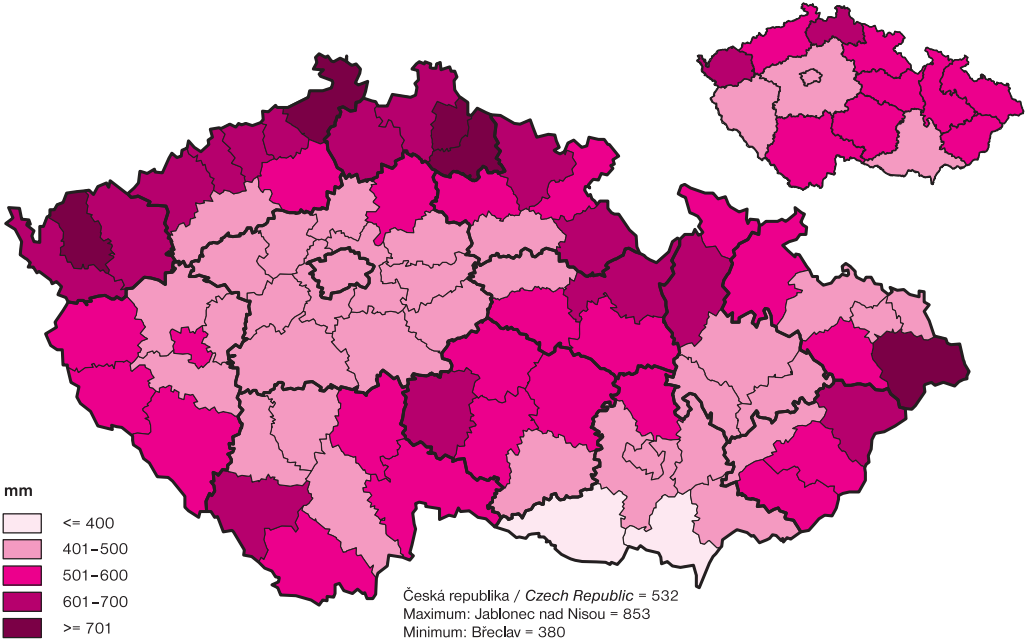 mm
<= 400
401–500
501–600
601–700
>= 701
Česká republika / Czech Republic = 532
Maximum: Jablonec nad Nisou = 853
Minimum: Břeclav = 380